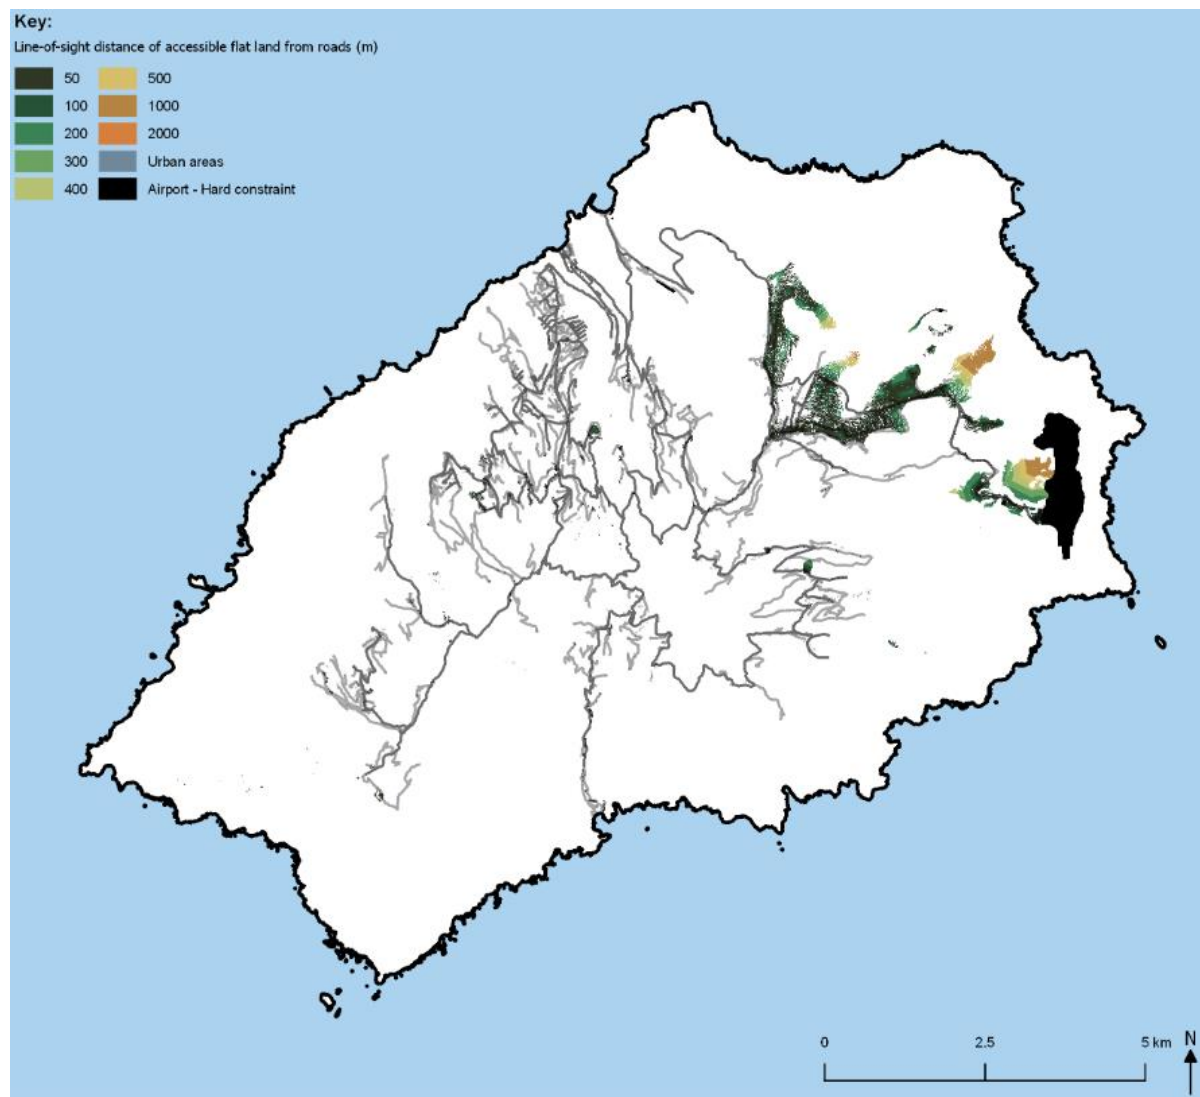 Key:
Line-of-sight distance of accessible flat land from roads (m)
50 500
100 1000
200 2000
300 Urban areas
400 Airport - Hard constraint
0 2.5 5 km N